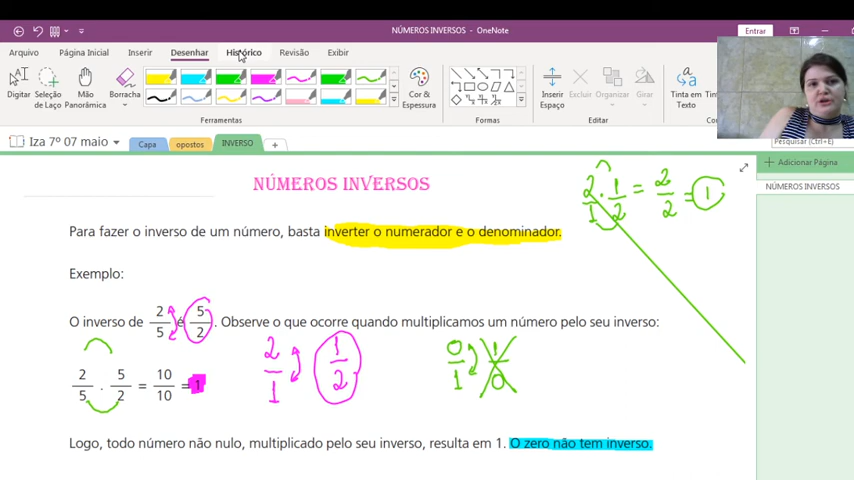 NÚMEROS INVERSOS - OneNote
Entrar
Arquivo Página Inicial Inserir Desenhar Histórico Revisão Exibir
Digitar
Seleção de Laço
Mão Panorâmica
Borracha
Cor & Espessura
Inserir Espaço
Excluir
Organizar
Girar
Tinta em Texto
Ferramentas
Formas
Editar
Iza 7º 07 maio
Capa
opostos
INVERSO
Adicionar Página
NÚMEROS INVERSOS
NÚMEROS INVERSOS
2/1 . 1/2 = 2/2 = 1
Para fazer o inverso de um número, basta inverter o numerador e o denominador.
Exemplo:
O inverso de 2/5 é 5/2. Observe o que ocorre quando multiplicamos um número pelo seu inverso:
2/5 . 5/2 = 10/10 = 1
2/1 1/2
0/1 1/0
Logo, todo número não nulo, multiplicado pelo seu inverso, resulta em 1. O zero não tem inverso.